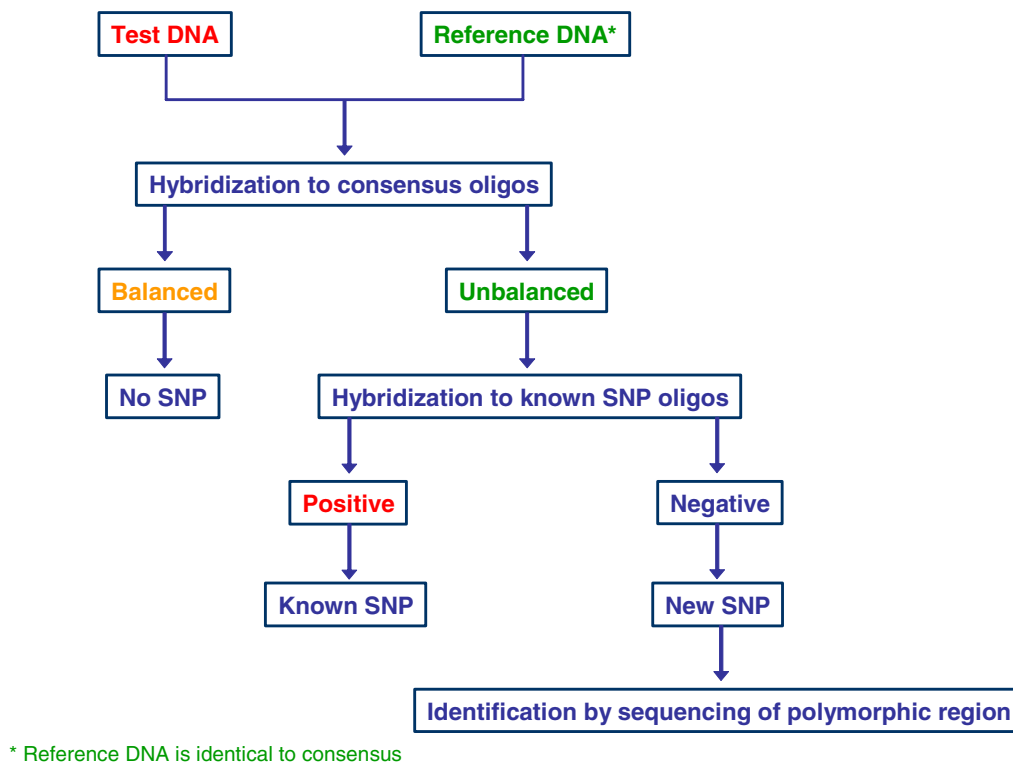 Test DNA
Reference DNA*
Hybridization to consensus oligos
Balanced
Unbalanced
No SNP
Hybridization to known SNP oligos
Positive
Negative
Known SNP
New SNP
Identification by sequencing of polymorphic region
* Reference DNA is identical to consensus